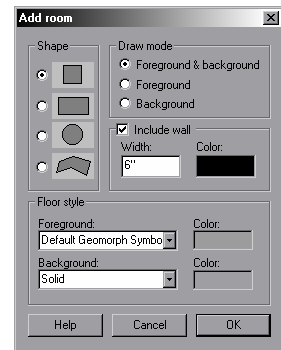 Add room
Shape
Draw mode
Foreground & background
Foreground
Background
Include wall
Width:
Color:
6"
Floor style
Foreground:
Color:
Default Geomorph Symbo
Background:
Color:
Solid
Help
Cancel
OK